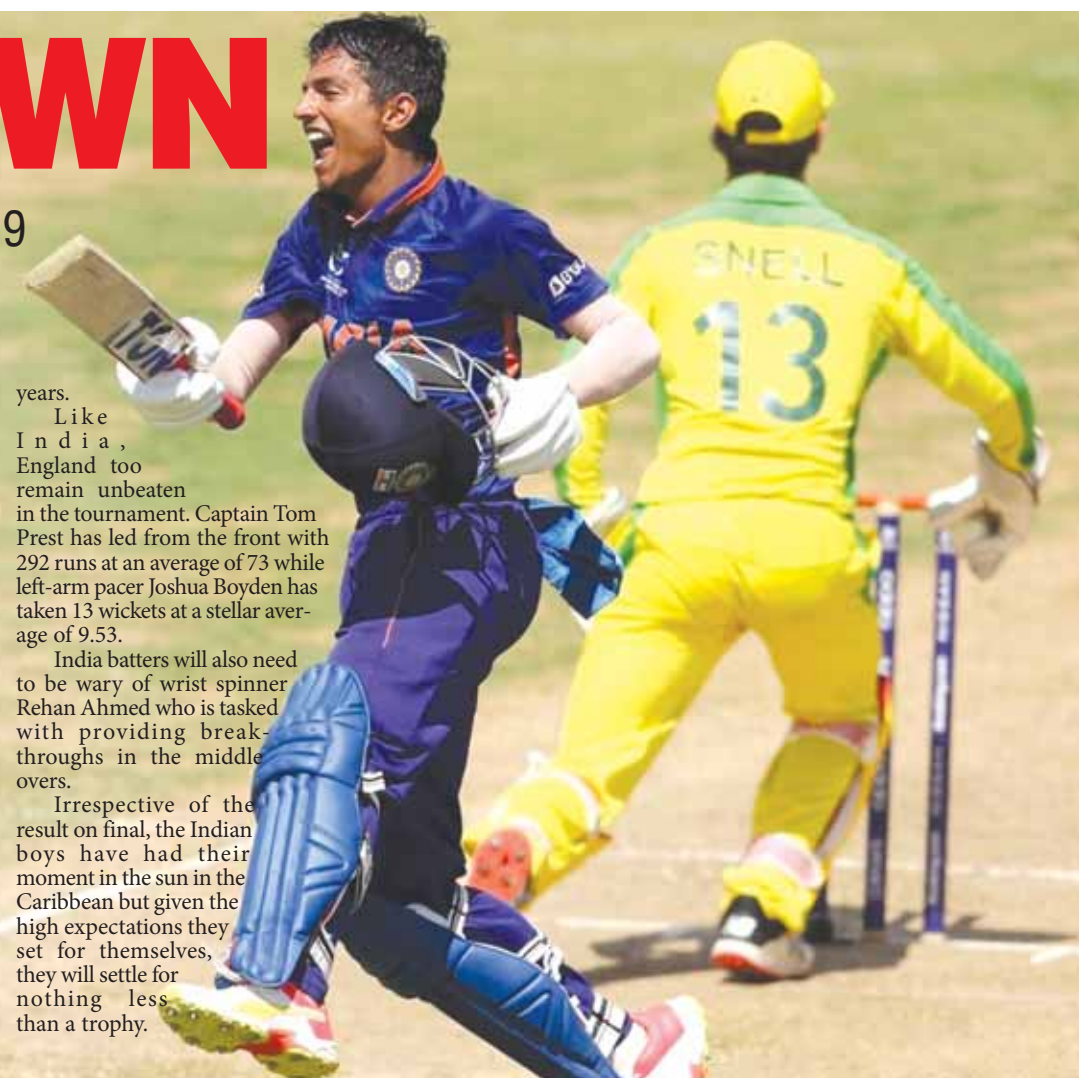 WN
9
years.
Like
India,
England too
remain unbeaten
in the tournament. Captain Tom
Prest has led from the front with
292 runs at an average of 73 while
left-arm pacer Joshua Boyden has
taken 13 wickets at a stellar aver-
age of 9.53.
India batters will also need
to be wary of wrist spinner
Rehan Ahmed who is tasked
with providing break-
throughs in the middle
overs.
Irrespective of the
result on final, the Indian
boys have had their
moment in the sun in the
Caribbean but given the
high expectations they
set for themselves,
they will settle for
nothing less
than a trophy.
SNELL
13